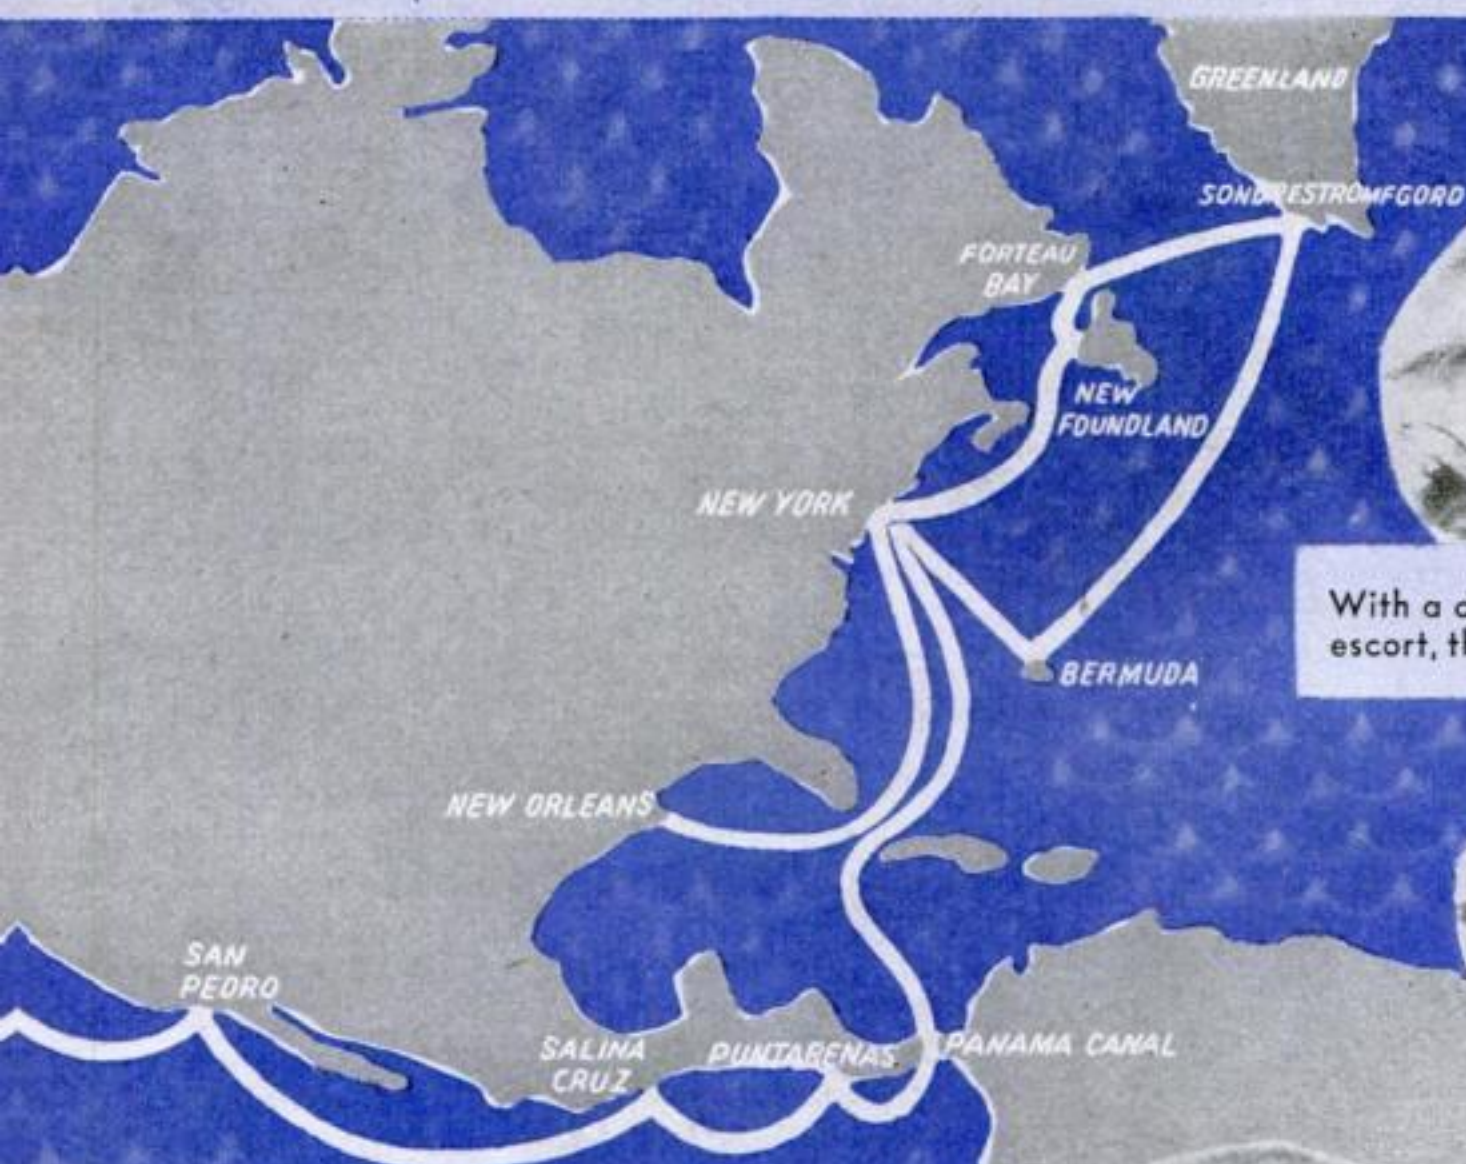 GREENLAND
SONDRESTROMFGORD
FORTEAU
BAY
NEW
FOUNDLAND
NEW YORK
With a
escort,
BERMUDA
NEW ORLEANS
SAN
PEDRO
SALINA
CRUZ
PUNTARENAS
PANAMA CANAL